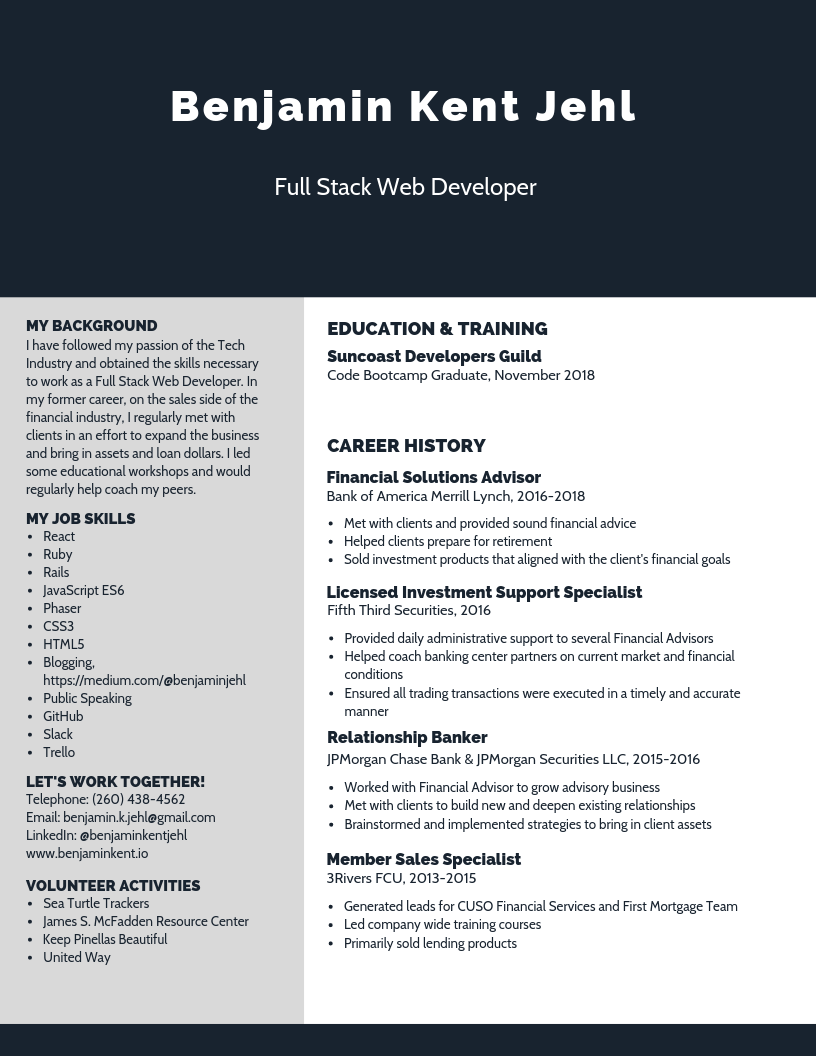 Benjamin Kent Jehl
Full Stack Web Developer
MY BACKGROUND
I have followed my passion of the Tech
Industry and obtained the skills necessary
to work as a Full Stack Web Developer. In
my former career, on the sales side of the
financial industry, I regularly met with
clients in an effort to expand the business
and bring in assets and loan dollars. I led
some educational workshops and would
regularly help coach my peers.
MY JOB SKILLS
• React
• Ruby
• Rails
• JavaScript ES6
• Phaser
• CSS3
• HTML5
• Blogging,
https://medium.com/@benjaminjehl
• Public Speaking
• GitHub
• Slack
• Trello
LET'S WORK TOGETHER!
Telephone: (260) 438-4562
Email: benjamin.k.jehl@gmail.com
LinkedIn: @benjaminkentjehl
www.benjaminkent.io
VOLUNTEER ACTIVITIES
• Sea Turtle Trackers
• James S. McFadden Resource Center
• Keep Pinellas Beautiful
• United Way
EDUCATION & TRAINING
Suncoast Developers Guild
Code Bootcamp Graduate, November 2018
CAREER HISTORY
Financial Solutions Advisor
Bank of America Merrill Lynch, 2016-2018
• Met with clients and provided sound financial advice
• Helped clients prepare for retirement
• Sold investment products that aligned with the client's financial goals
Licensed Investment Support Specialist
Fifth Third Securities, 2016
• Provided daily administrative support to several Financial Advisors
• Helped coach banking center partners on current market and financial
conditions
• Ensured all trading transactions were executed in a timely and accurate
manner
Relationship Banker
JPMorgan Chase Bank & JPMorgan Securities LLC, 2015-2016
• Worked with Financial Advisor to grow advisory business
• Met with clients to build new and deepen existing relationships
• Brainstormed and implemented strategies to bring in client assets
Member Sales Specialist
3Rivers FCU, 2013-2015
• Generated leads for CUSO Financial Services and First Mortgage Team
• Led company wide training courses
• Primarily sold lending products